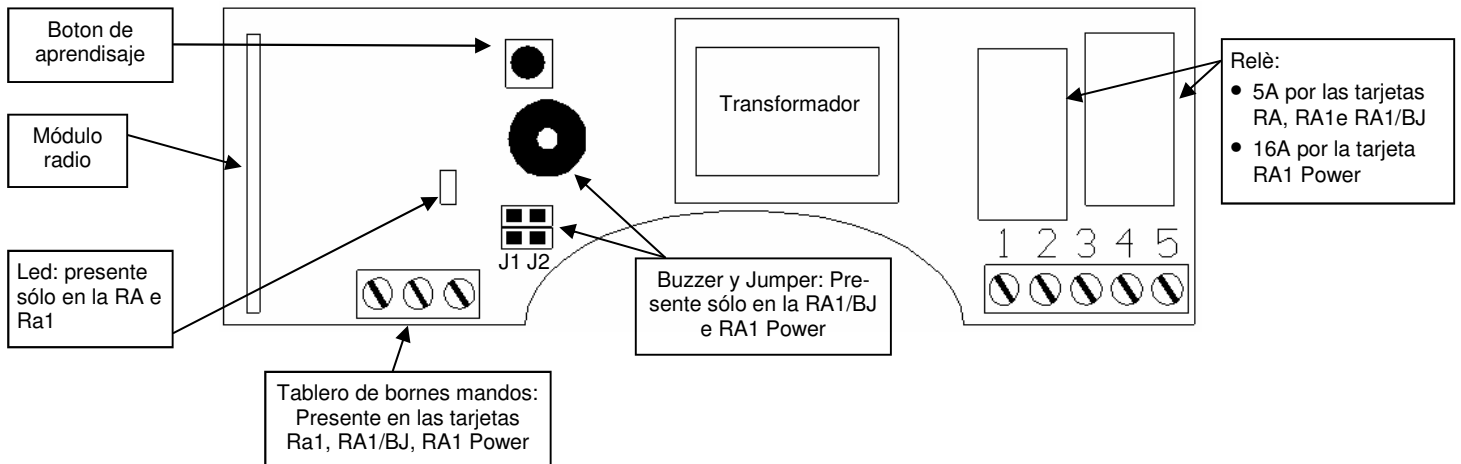 Boton de
aprendisaje
Módulo
radio
Led: presente
sólo en la RA e
Ra1
Tablero de bornes mandos:
Presente en las tarjetas
Ra1, RA1/BJ, RA1 Power
J1 J2
Buzzer y Jumper: Pre-
sente sólo en la RA1/BJ
e RA1 Power
Transformador
1 2 3 4 5
Relè:
• 5A por las tarjetas
RA, RA1e RA1/BJ
• 16A por la tarjeta
RA1 Power